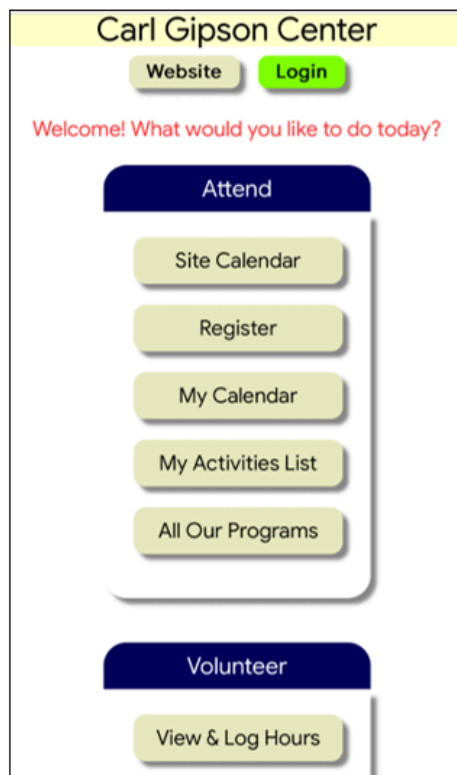 Carl Gipson Center
Website Login
Welcome! What would you like to do today?
Attend
Site Calendar
Register
My Calendar
My Activities List
All Our Programs
Volunteer
View & Log Hours